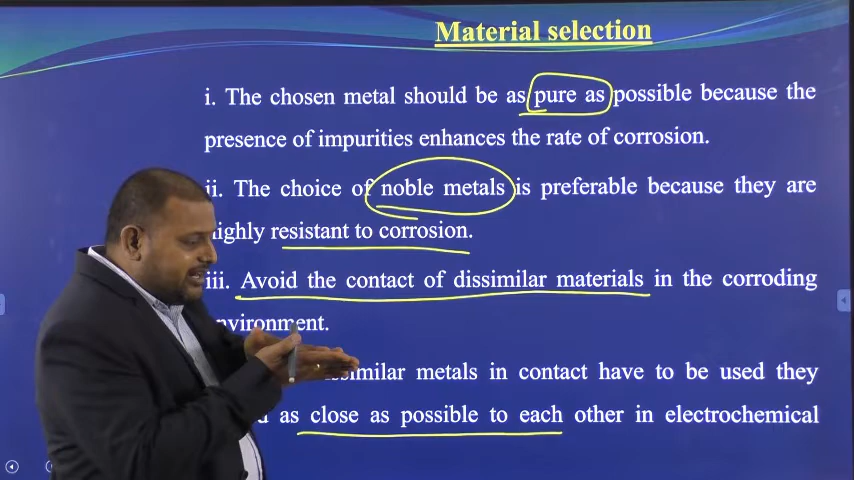 Material selection
i. The chosen metal should be as pure as possible because the
presence of impurities enhances the rate of corrosion.
ii. The choice of noble metals is preferable because they are
highly resistant to corrosion.
iii. Avoid the contact of dissimilar materials in the corroding
environment.
metals in contact have to be used they
as close as possible to each other in electrochemical